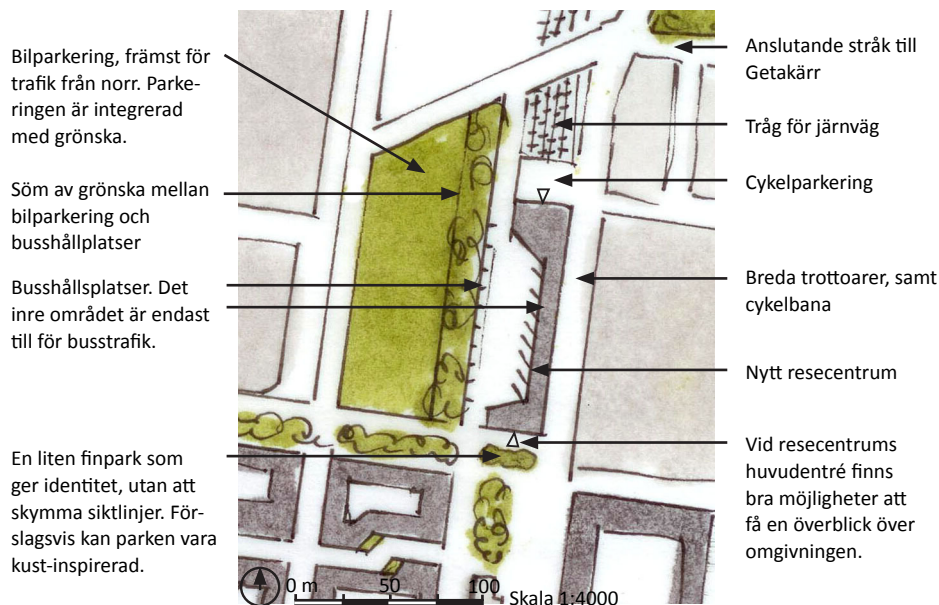 Bilparkering, främst för
trafik från norr. Parke-
ringen är integrerad
med grönska.
Söm av grönska mellan
bilparkering och
busshållplatser
Busshållsplatser. Det
inre området är endast
till för busstrafik.
En liten finpark som
ger identitet, utan att
skymma siktlinjer. För-
slagsvis kan parken vara
kust-inspirerad.
Anslutande stråk till
Getakärr
Tråg för järnväg
Cykelparkering
Breda trottoarer, samt
cykelbana
Nytt resecentrum
Vid resecentrums
huvudentré finns
bra möjligheter att
få en överblick över
omgivningen.
0 m 50 100
Skala 1:4000